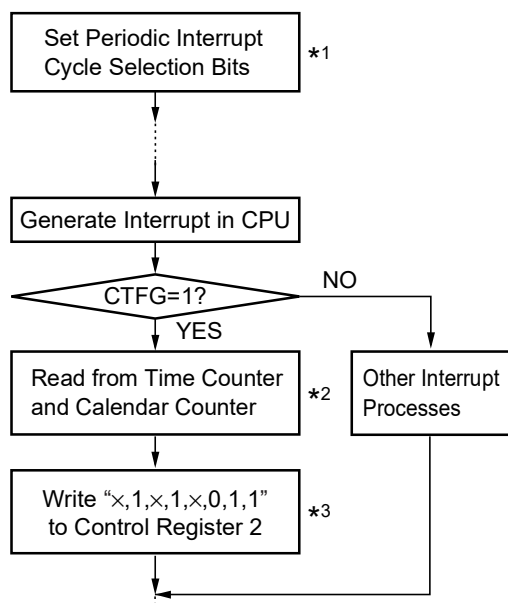 Set Periodic Interrupt
Cycle Selection Bits
*1
Generate Interrupt in CPU
CTFG=1?
NO
YES
Read from Time Counter
and Calendar Counter
*2
Other Interrupt
Processes
Write “×,1,×,1,×,0,1,1”
to Control Register 2
*3